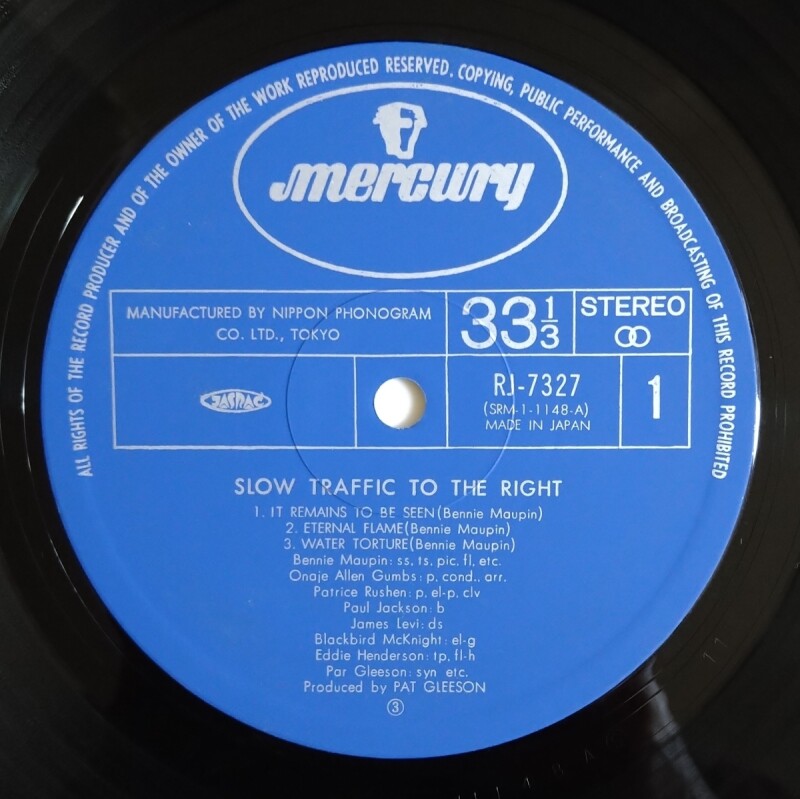 ALL RIGHTS OF THE RECORD PRODUCER AND OF THE OWNER OF THE WORK REPRODUCED RESERVED. COPYING, PUBLIC PERFORMANCE AND BROADCASTING OF THIS RECORD PROHIBITED
mercury
MANUFACTURED BY NIPPON PHONOGRAM
CO. LTD., TOKYO
33 1/3
STEREO
JASRAC
RJ-7327
(SRM-1-1148-A)
MADE IN JAPAN
1
SLOW TRAFFIC TO THE RIGHT
1. IT REMAINS TO BE SEEN(Bennie Maupin)
2. ETERNAL FLAME(Bennie Maupin)
3. WATER TORTURE(Bennie Maupin)
Bennie Maupin: ss, ts, pic, fl, etc.
Onaje Allen Gumbs: p, cond., arr.
Patrice Rushen: p, el-p, clv
Paul Jackson: b
James Levi: ds
Blackbird McKnight: el-g
Eddie Henderson: tp, fl-h
Par Gleeson: syn etc.
Produced by PAT GLEESON
③